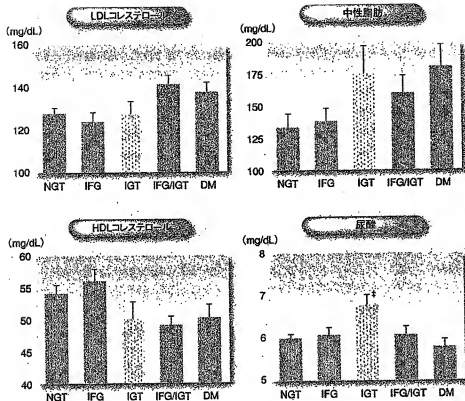 LDLコレステロール
(mg/dL)
160
140
120
100
NGT IFG IGT IFG/IGT DM
中性脂肪
(mg/dL)
200
175
150
125
100
NGT IFG IGT IFG/IGT DM
HDLコレステロール
(mg/dL)
60
55
50
45
40
NGT IFG IGT IFG/IGT DM
尿酸
(mg/dL)
8
7
6
5
‡
NGT IFG IGT IFG/IGT DM